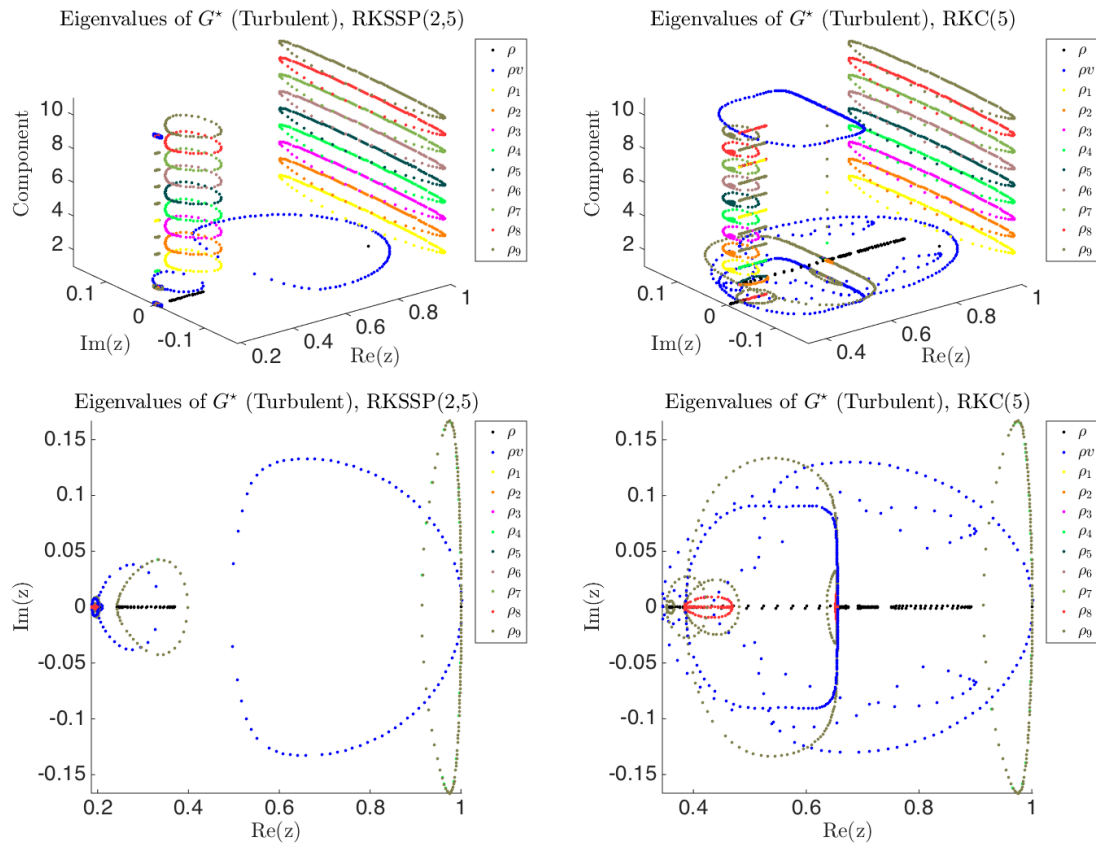 Eigenvalues of G⋆ (Turbulent), RKSSP(2,5)
10
8
6
4
2
Component
0.1
0
-0.1
Im(z)
0.2
0.4
0.6
0.8
1
Re(z)
ρ
ρv
ρ1
ρ2
ρ3
ρ4
ρ5
ρ6
ρ7
ρ8
ρ9
Eigenvalues of G⋆ (Turbulent), RKC(5)
10
8
6
4
2
Component
0.1
0
-0.1
Im(z)
0.4
0.6
0.8
1
Re(z)
ρ
ρv
ρ1
ρ2
ρ3
ρ4
ρ5
ρ6
ρ7
ρ8
ρ9
Eigenvalues of G⋆ (Turbulent), RKSSP(2,5)
0.15
0.1
0.05
0
-0.05
-0.1
-0.15
Im(z)
0.2
0.4
0.6
0.8
1
Re(z)
ρ
ρv
ρ1
ρ2
ρ3
ρ4
ρ5
ρ6
ρ7
ρ8
ρ9
Eigenvalues of G⋆ (Turbulent), RKC(5)
0.15
0.1
0.05
0
-0.05
-0.1
-0.15
Im(z)
0.4
0.6
0.8
1
Re(z)
ρ
ρv
ρ1
ρ2
ρ3
ρ4
ρ5
ρ6
ρ7
ρ8
ρ9